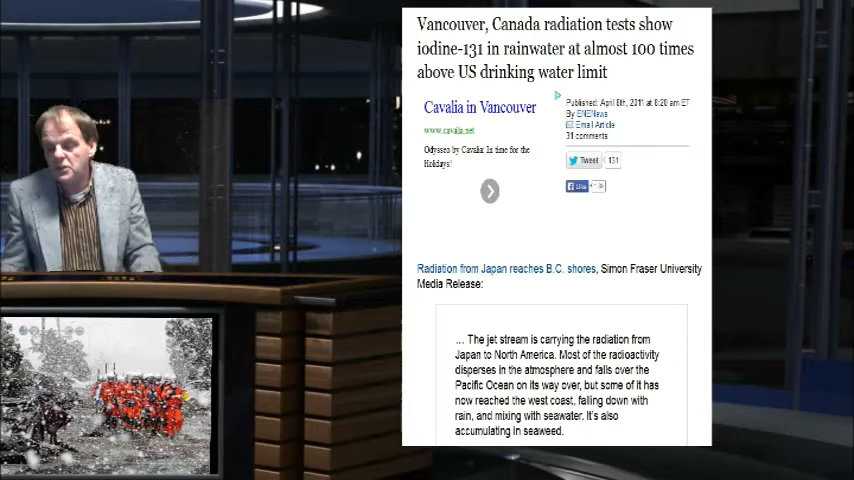 Vancouver, Canada radiation tests show
iodine-131 in rainwater at almost 100 times
above US drinking water limit
Cavalia in Vancouver
www.cavalia.net
Odysseo by Cavalia: In time for the
Holidays!
Published: April 8th, 2011 at 8:20 am ET
By ENENews
Email Article
31 comments
Tweet
131
Like
Radiation from Japan reaches B.C. shores, Simon Fraser University
Media Release:
... The jet stream is carrying the radiation from
Japan to North America. Most of the radioactivity
disperses in the atmosphere and falls over the
Pacific Ocean on its way over, but some of it has
now reached the west coast, falling down with
rain, and mixing with seawater. It's also
accumulating in seaweed.